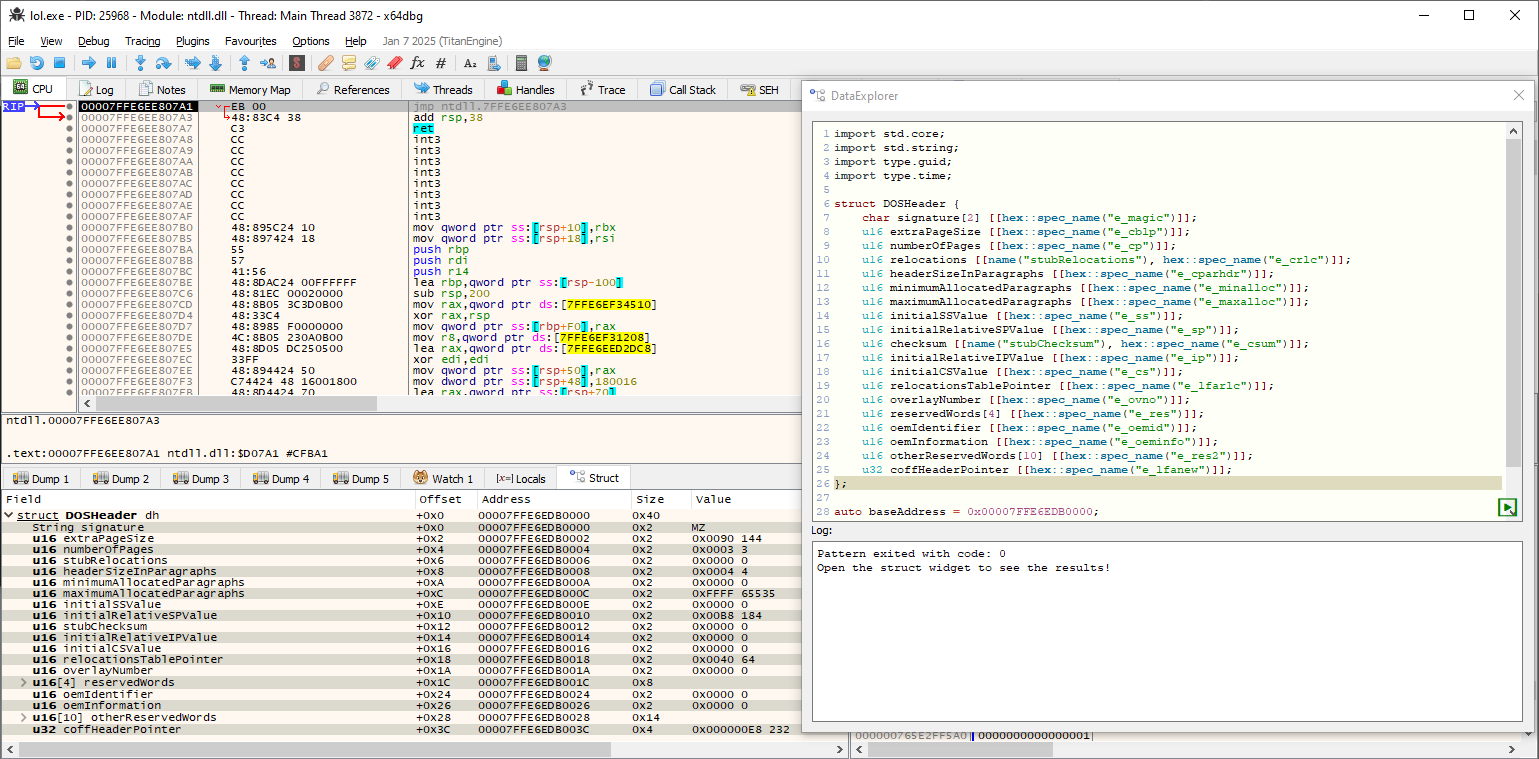 lol.exe - PID: 25968 - Module: ntdll.dll - Thread: Main Thread 3872 - x64dbg
File View Debug Tracing Plugins Favourites Options Help Jan 7 2025 (TitanEngine)
CPU Log Notes Memory Map References Threads Handles Trace Call Stack SEH
RIP 00007FFE6EE807A1 EB 00 jmp ntdll.7FFE6EE807A3
00007FFE6EE807A3 48:83C4 38 add rsp,38
00007FFE6EE807A7 C3 ret
00007FFE6EE807A8 CC int3
00007FFE6EE807A9 CC int3
00007FFE6EE807AA CC int3
00007FFE6EE807AB CC int3
00007FFE6EE807AC CC int3
00007FFE6EE807AD CC int3
00007FFE6EE807AE CC int3
00007FFE6EE807AF CC int3
00007FFE6EE807B0 48:895C24 10 mov qword ptr ss:[rsp+10],rbx
00007FFE6EE807B5 48:897424 18 mov qword ptr ss:[rsp+18],rsi
00007FFE6EE807BA 55 push rbp
00007FFE6EE807BB 57 push rdi
00007FFE6EE807BC 41:56 push r14
00007FFE6EE807BE 48:8DAC24 00FFFFFF lea rbp,qword ptr ss:[rsp-100]
00007FFE6EE807C6 48:81EC 00020000 sub rsp,200
00007FFE6EE807CD 48:8B05 3C3D0B00 mov rax,qword ptr ds:[7FFE6EF34510]
00007FFE6EE807D4 48:33C4 xor rax,rsp
00007FFE6EE807D7 48:8985 F0000000 mov qword ptr ss:[rbp+F0],rax
00007FFE6EE807DE 4C:8B05 230A0B00 mov r8,qword ptr ds:[7FFE6EF31208]
00007FFE6EE807E5 48:8D05 DC250500 lea rax,qword ptr ds:[7FFE6EED2DC8]
00007FFE6EE807EC 33FF xor edi,edi
00007FFE6EE807EE 48:894424 50 mov qword ptr ss:[rsp+50],rax
00007FFE6EE807F3 C74424 48 16001800 mov dword ptr ss:[rsp+48],180016
00007FFE6EE807FB 48:8D4424 70 lea rax,qword ptr ss:[rsp+70]
ntdll.00007FFE6EE807A3
.text:00007FFE6EE807A1 ntdll.dll:$D07A1 #CFBA1
Dump 1 Dump 2 Dump 3 Dump 4 Dump 5 Watch 1 [x=] Locals Struct
Field Offset Address Size Value
struct DOSHeader dh +0x0 00007FFE6EDB0000 0x40
String signature +0x0 00007FFE6EDB0000 0x2 MZ
u16 extraPageSize +0x2 00007FFE6EDB0002 0x2 0x0090 144
u16 numberOfPages +0x4 00007FFE6EDB0004 0x2 0x0003 3
u16 stubRelocations +0x6 00007FFE6EDB0006 0x2 0x0000 0
u16 headerSizeInParagraphs +0x8 00007FFE6EDB0008 0x2 0x0004 4
u16 minimumAllocatedParagraphs +0xA 00007FFE6EDB000A 0x2 0x0000 0
u16 maximumAllocatedParagraphs +0xC 00007FFE6EDB000C 0x2 0xFFFF 65535
u16 initialSSValue +0xE 00007FFE6EDB000E 0x2 0x0000 0
u16 initialRelativeSPValue +0x10 00007FFE6EDB0010 0x2 0x00B8 184
u16 stubChecksum +0x12 00007FFE6EDB0012 0x2 0x0000 0
u16 initialRelativeIPValue +0x14 00007FFE6EDB0014 0x2 0x0000 0
u16 initialCSValue +0x16 00007FFE6EDB0016 0x2 0x0000 0
u16 relocationsTablePointer +0x18 00007FFE6EDB0018 0x2 0x0040 64
u16 overlayNumber +0x1A 00007FFE6EDB001A 0x2 0x0000 0
u16[4] reservedWords +0x1C 00007FFE6EDB001C 0x8
u16 oemIdentifier +0x24 00007FFE6EDB0024 0x2 0x0000 0
u16 oemInformation +0x26 00007FFE6EDB0026 0x2 0x0000 0
u16[10] otherReservedWords +0x28 00007FFE6EDB0028 0x14
u32 coffHeaderPointer +0x3C 00007FFE6EDB003C 0x4 0x000000E8 232
DataExplorer
1 import std.core;
2 import std.string;
3 import type.guid;
4 import type.time;
5
6 struct DOSHeader {
7 char signature[2] [[hex::spec_name("e_magic")]];
8 u16 extraPageSize [[hex::spec_name("e_cblp")]];
9 u16 numberOfPages [[hex::spec_name("e_cp")]];
10 u16 relocations [[name("stubRelocations"), hex::spec_name("e_crlc")]];
11 u16 headerSizeInParagraphs [[hex::spec_name("e_cparhdr")]];
12 u16 minimumAllocatedParagraphs [[hex::spec_name("e_minalloc")]];
13 u16 maximumAllocatedParagraphs [[hex::spec_name("e_maxalloc")]];
14 u16 initialSSValue [[hex::spec_name("e_ss")]];
15 u16 initialRelativeSPValue [[hex::spec_name("e_sp")]];
16 u16 checksum [[name("stubChecksum"), hex::spec_name("e_csum")]];
17 u16 initialRelativeIPValue [[hex::spec_name("e_ip")]];
18 u16 initialCSValue [[hex::spec_name("e_cs")]];
19 u16 relocationsTablePointer [[hex::spec_name("e_lfarlc")]];
20 u16 overlayNumber [[hex::spec_name("e_ovno")]];
21 u16 reservedWords[4] [[hex::spec_name("e_res")]];
22 u16 oemIdentifier [[hex::spec_name("e_oemid")]];
23 u16 oemInformation [[hex::spec_name("e_oeminfo")]];
24 u16 otherReservedWords[10] [[hex::spec_name("e_res2")]];
25 u32 coffHeaderPointer [[hex::spec_name("e_lfanew")]];
26 };
27
28 auto baseAddress = 0x00007FFE6EDB0000;
Log:
Pattern exited with code: 0
Open the struct widget to see the results!
000000765E2FF5A0 0000000000000001